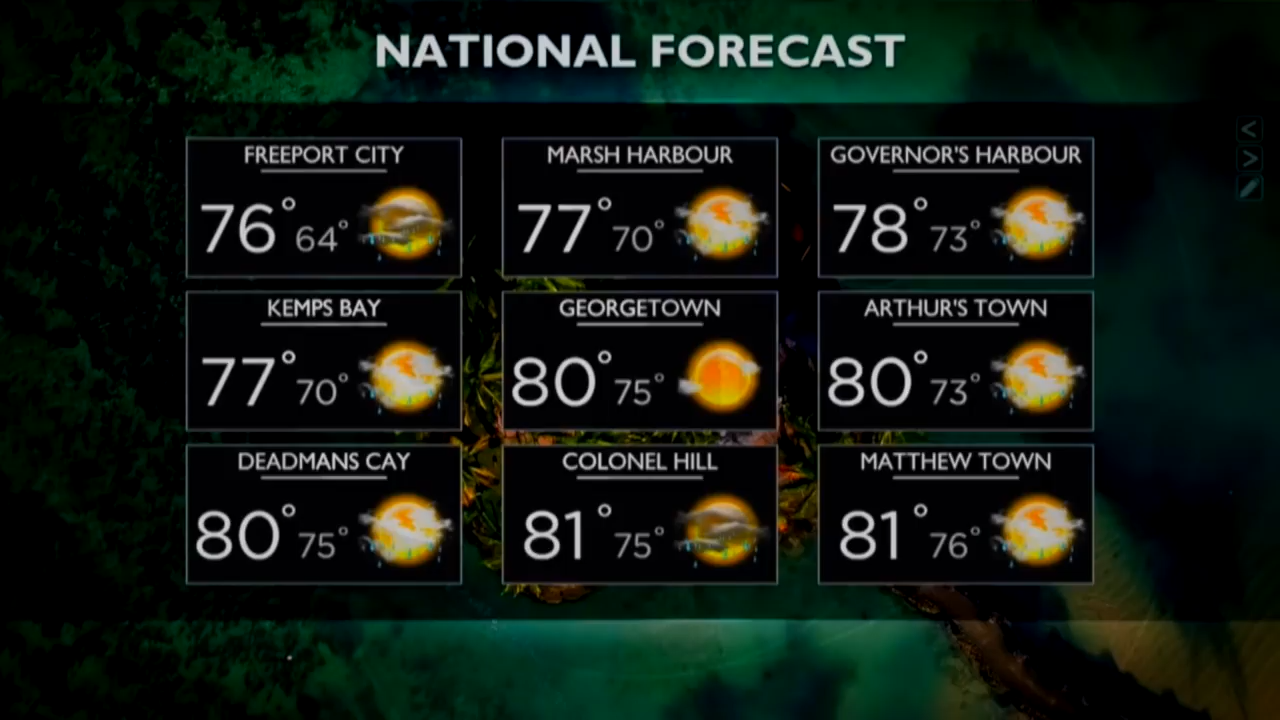 NATIONAL FORECAST
FREEPORT CITY
76° 64°
MARSH HARBOUR
77° 70°
GOVERNOR'S HARBOUR
78° 73°
KEMPS BAY
77° 70°
GEORGETOWN
80° 75°
ARTHUR'S TOWN
80° 73°
DEADMANS CAY
80° 75°
COLONEL HILL
81° 75°
MATTHEW TOWN
81° 76°